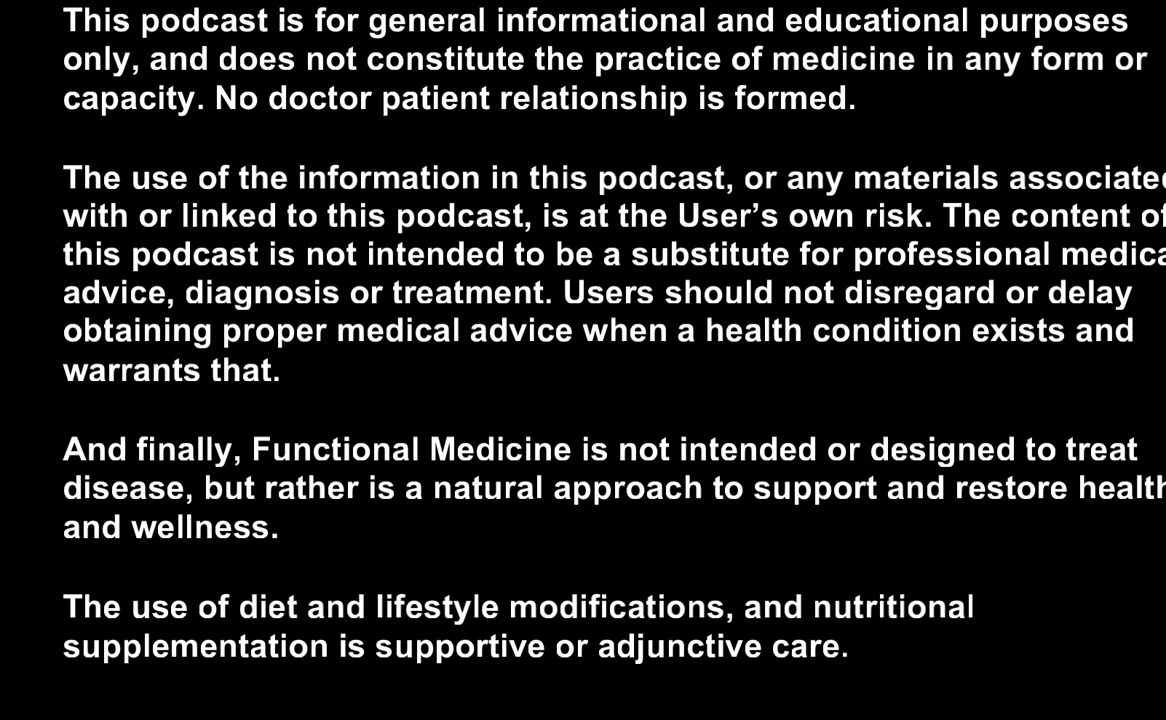 This podcast is for general informational and educational purposes
only, and does not constitute the practice of medicine in any form or
capacity. No doctor patient relationship is formed.
The use of the information in this podcast, or any materials associated
with or linked to this podcast, is at the User’s own risk. The content of
this podcast is not intended to be a substitute for professional medica
advice, diagnosis or treatment. Users should not disregard or delay
obtaining proper medical advice when a health condition exists and
warrants that.
And finally, Functional Medicine is not intended or designed to treat
disease, but rather is a natural approach to support and restore health
and wellness.
The use of diet and lifestyle modifications, and nutritional
supplementation is supportive or adjunctive care.